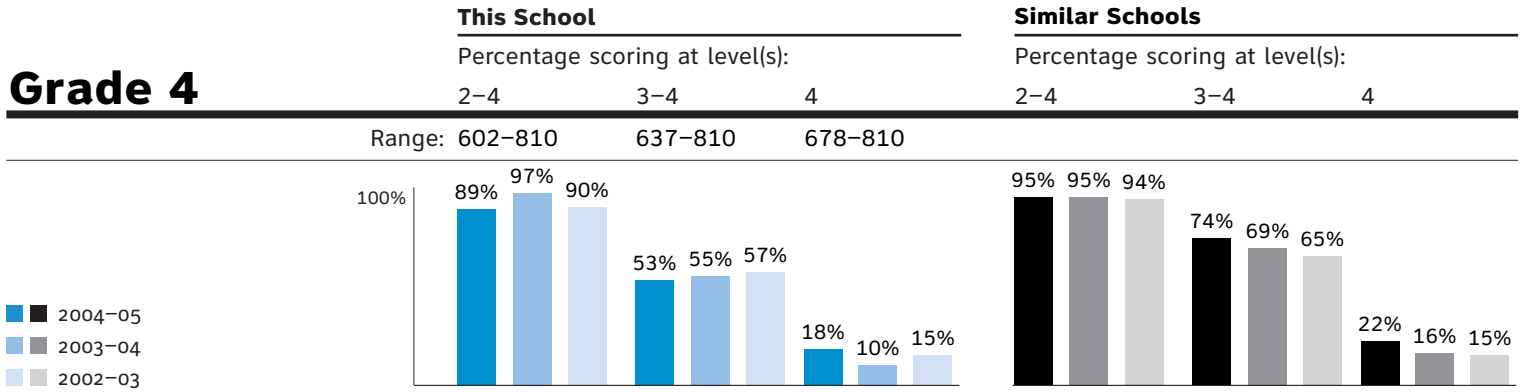 This School Similar Schools
Percentage scoring at level(s): Percentage scoring at level(s):
Grade 4 2–4 3–4 4 2–4 3–4 4
Range: 602–810 637–810 678–810
100% 89% 97% 90% 53% 55% 57% 18% 10% 15% 95% 95% 94% 74% 69% 65% 22% 16% 15%
2004–05
2003–04
2002–03